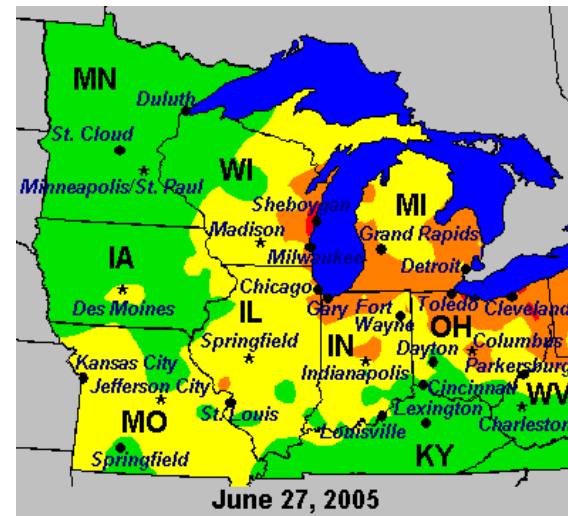 MN
Duluth
St. Cloud
Minneapolis/St. Paul
WI
Sheboygan
MI
Madison
Grand Rapids
Milwaukee
Detroit
IA
Chicago
Des Moines
Gary
Fort
Wayne
Toledo
Cleveland
IL
OH
Springfield
IN
Columbus
Dayton
Kansas City
Indianapolis
Parkersburg
Jefferson City
Cincinnati
WV
MO
St. Louis
Lexington
Louisville
Charleston
Springfield
KY
June 27, 2005